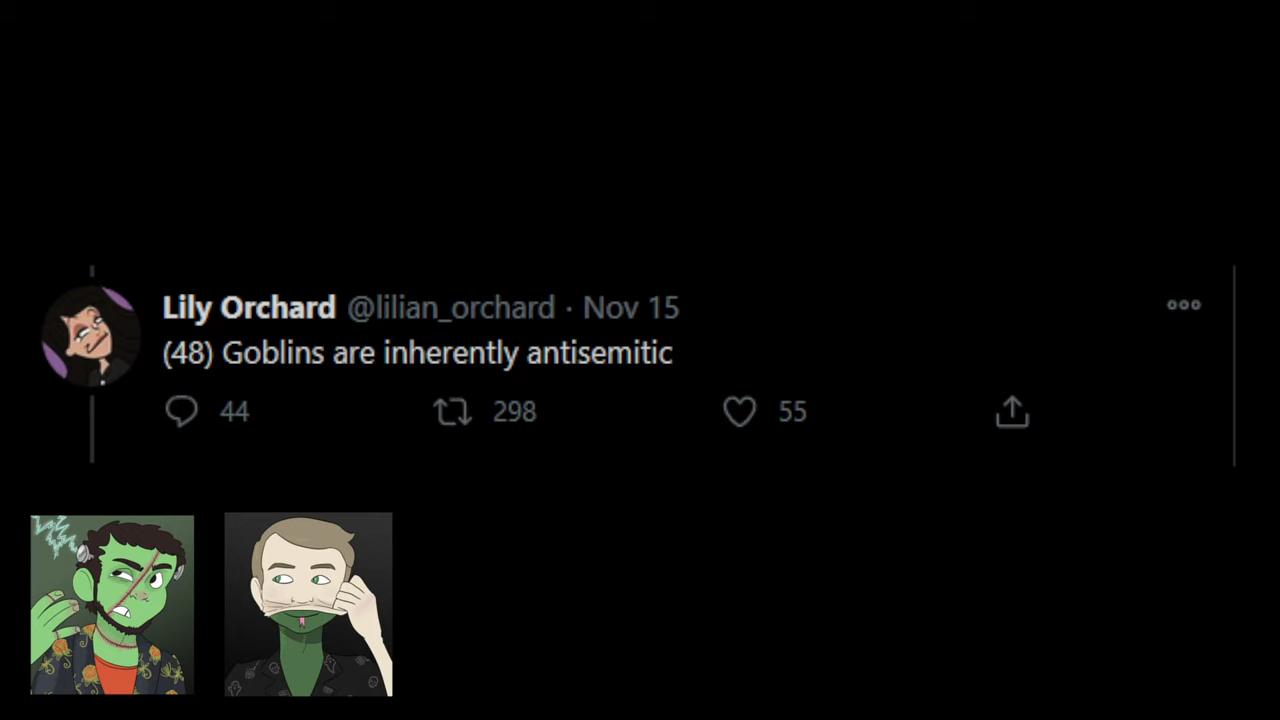 Lily Orchard @lilian_orchard · Nov 15
(48) Goblins are inherently antisemitic
44 298 55